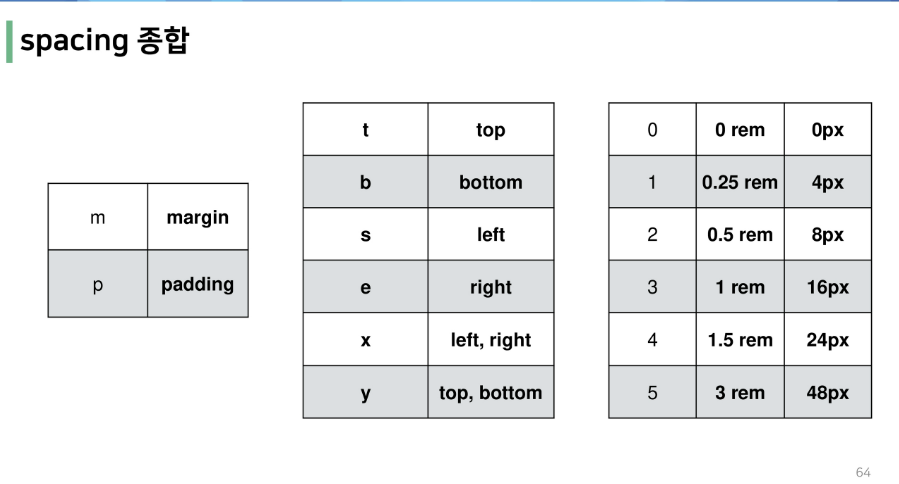 spacing 종합
m margin
p padding
t top
b bottom
s left
e right
x left, right
y top, bottom
0 0 rem 0px
1 0.25 rem 4px
2 0.5 rem 8px
3 1 rem 16px
4 1.5 rem 24px
5 3 rem 48px
64